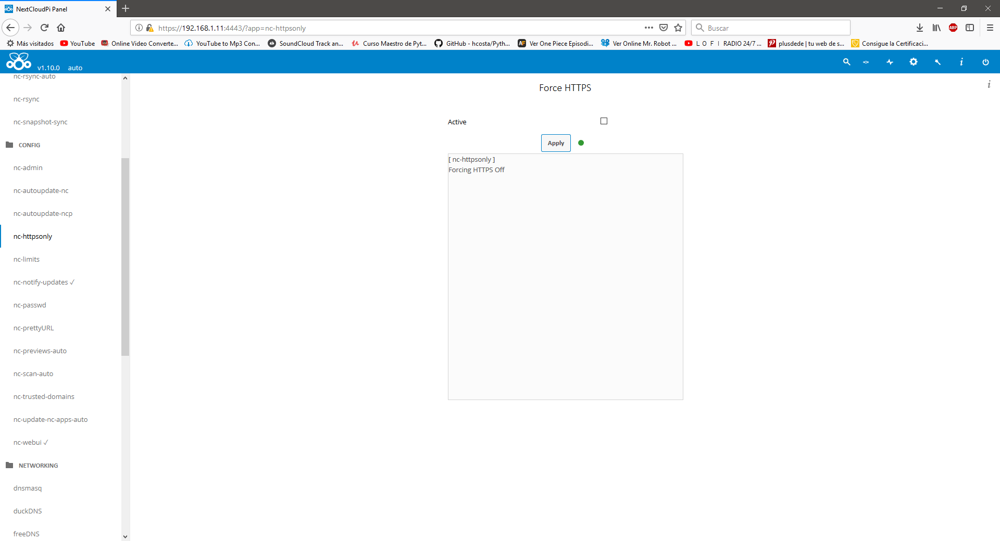 NextCloudPi Panel
https://192.168.1.11:4443/?app=nc-httpsonly
Buscar
Más visitados
YouTube
Online Video Converte...
YouTube to Mp3 Con...
SoundCloud Track an...
Curso Maestro de Pyt...
GitHub - hcosta/Pyth...
AF
Ver One Piece Episodi...
Ver Online Mr. Robot ...
L O F I RADIO 24/7 ...
plusdede | tu web de s...
Consigue la Certificaci...
ABP
v1.10.0
auto
nc-rsync-auto
nc-rsync
nc-snapshot-sync
CONFIG
nc-admin
nc-autoupdate-nc
nc-autoupdate-ncp
nc-httpsonly
nc-limits
nc-notify-updates ✓
nc-passwd
nc-prettyURL
nc-previews-auto
nc-scan-auto
nc-trusted-domains
nc-update-nc-apps-auto
nc-webui ✓
NETWORKING
dnsmasq
duckDNS
freeDNS
Force HTTPS
Active
Apply
[ nc-httpsonly ]
Forcing HTTPS Off